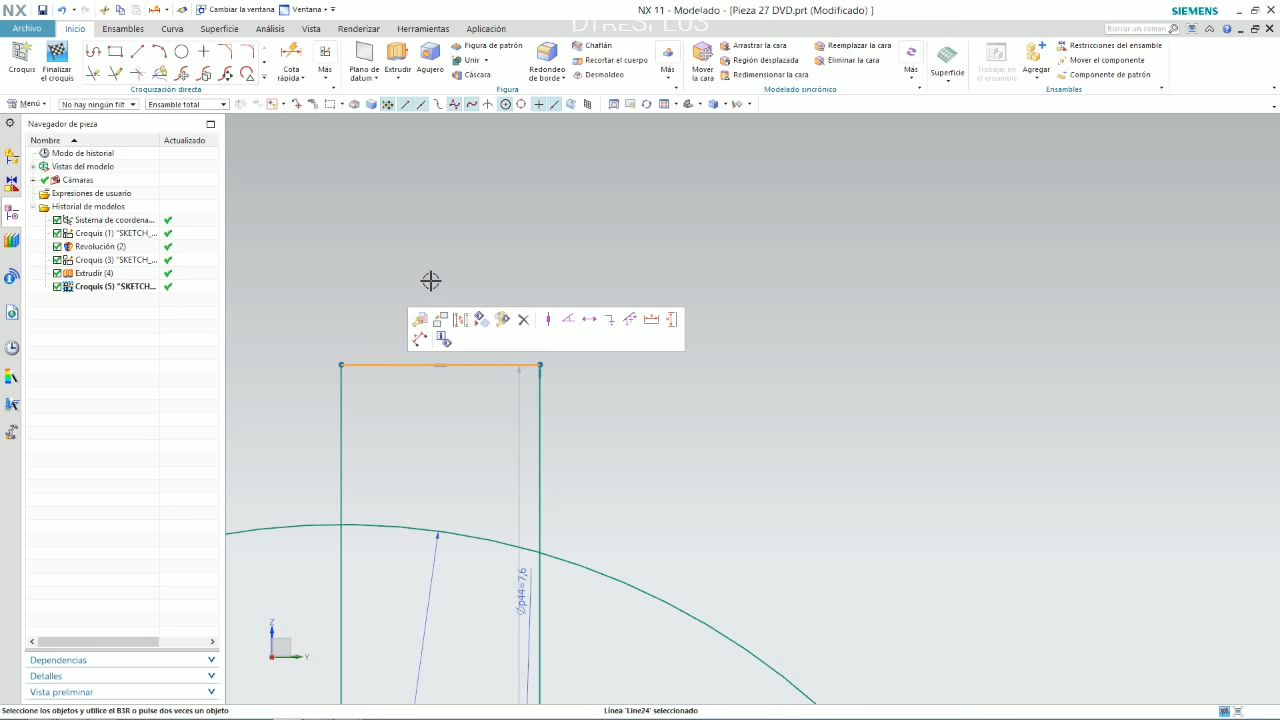 NX
Cambiar la ventana
Ventana
NX 11 - Modelado - [Pieza 27 DVD.prt (Modificado) ]
SIEMENS
DTRESPLUS
Archivo
Inicio
Ensambles
Curva
Superficie
Análisis
Vista
Renderizar
Herramientas
Aplicación
Buscar un coman
Croquis
Finalizar
el croquis
Cota
rápida
Más
Croquización directa
Plano de
datum
Extrudir
Agujero
Figura de patrón
Unir
Cáscara
Redondeo
de borde
Chaflán
Recortar el cuerpo
Desmoldeo
Más
Figura
Mover
la cara
Arrastrar la cara
Región desplazada
Redimensionar la cara
Reemplazar la cara
Eliminar la cara
Más
Modelado sincrónico
Superficie
Trabajar en
el ensamble
Agregar
Restricciones del ensamble
Mover el componente
Componente de patrón
Ensambles
Menú
No hay ningún filt
Ensamble total
Navegador de pieza
Nombre
Actualizado
Modo de historial
Vistas del modelo
Cámaras
Expresiones de usuario
Historial de modelos
Sistema de coordena...
Croquis (1) "SKETCH_...
Revolución (2)
Croquis (3) "SKETCH_...
Extrudir (4)
Croquis (5) "SKETCH...
Dependencias
Detalles
Vista preliminar
∅p44=7,6
Z
Y
Seleccione los objetos y utilice el B3R o pulse dos veces un objeto
Línea 'Line24' seleccionado